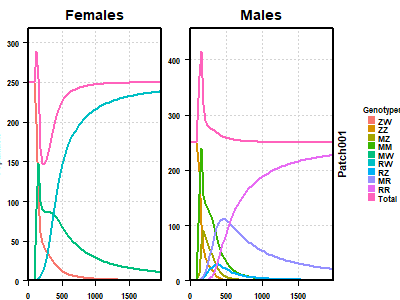 Females
Males
300
250
200
150
100
50
0
0
500
1000
1500
400
300
200
100
0
0
500
1000
1500
Patch001
Genotypes
ZW
ZZ
MZ
MM
MW
RW
RZ
MR
RR
Total